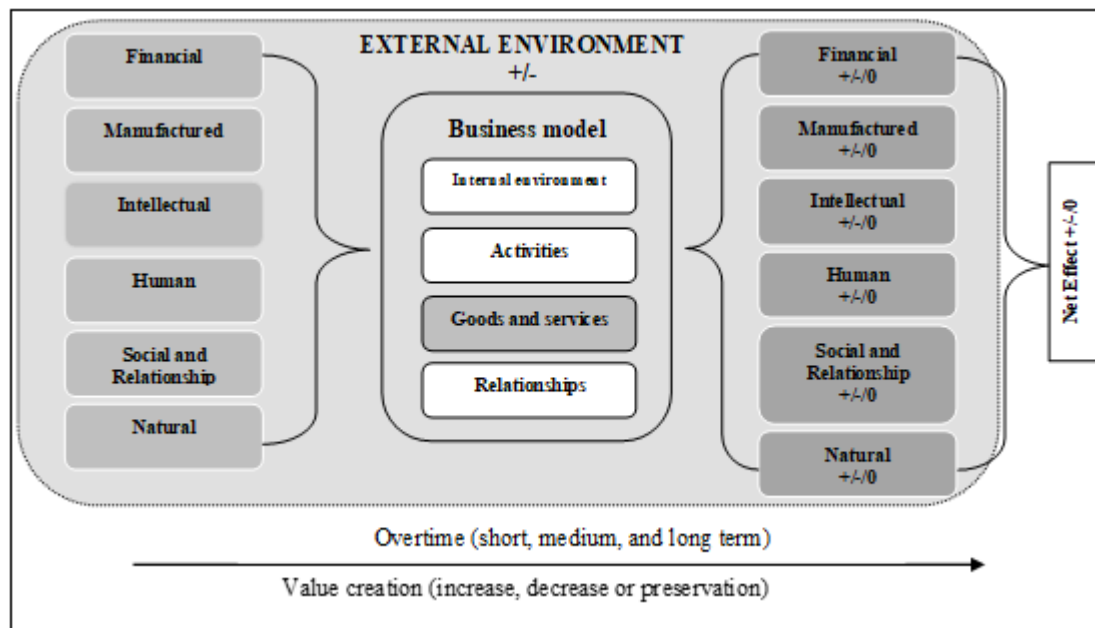 EXTERNAL ENVIRONMENT
+/-
Financial
Manufactured
Intellectual
Human
Social and
Relationship
Natural
Business model
Internal environment
Activities
Goods and services
Relationships
Financial
+/-/0
Manufactured
+/-/0
Intellectual
+/-/0
Human
+/-/0
Social and
Relationship
+/-/0
Natural
+/-/0
Net Effect +/-/0
Overtime (short, medium, and long term)
Value creation (increase, decrease or preservation)